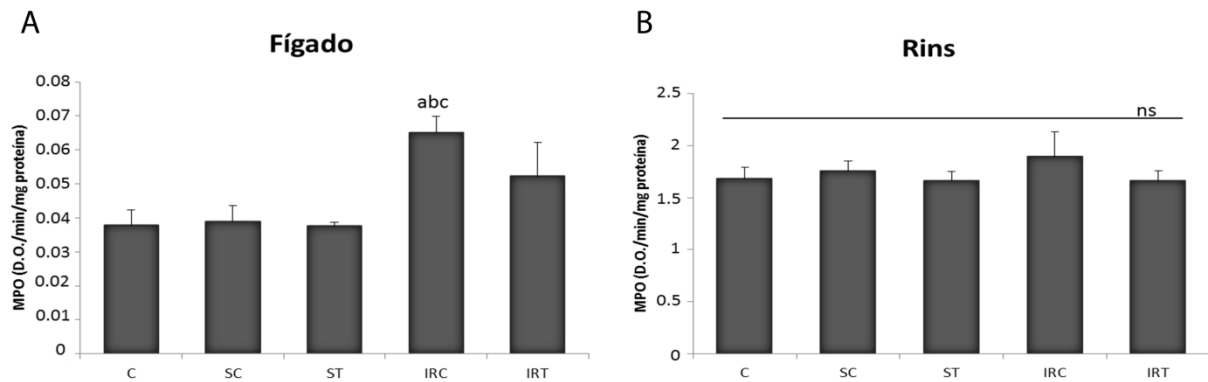 A
Fígado
MPO (D.O./min/mg proteína)
0.08
0.07
0.06
0.05
0.04
0.03
0.02
0.01
0
abc
C SC ST IRC IRT
B
Rins
MPO (D.O./min/mg proteína)
2.5
2
1.5
1
0.5
0
ns
C SC ST IRC IRT